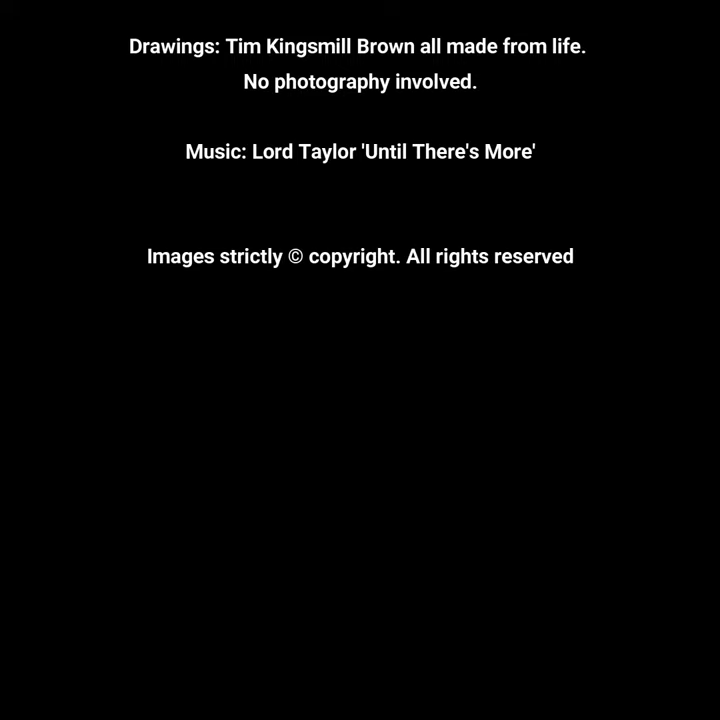 Drawings: Tim Kingsmill Brown all made from life.
No photography involved.
Music: Lord Taylor 'Until There's More'
Images strictly © copyright. All rights reserved